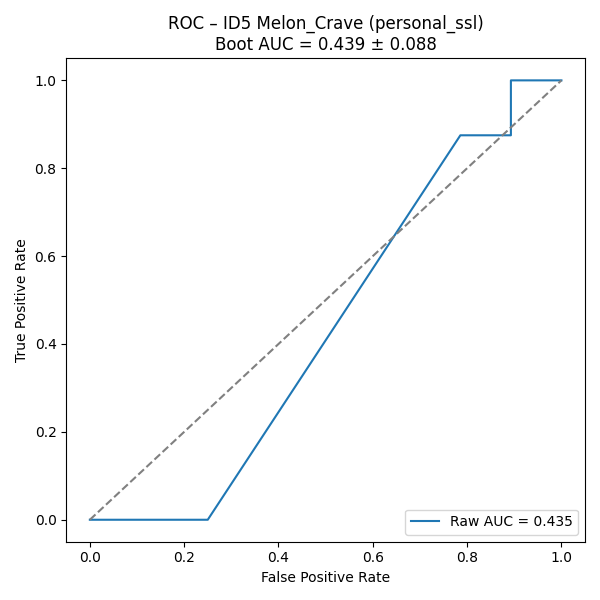 ROC – ID5 Melon_Crave (personal_ssl)
Boot AUC = 0.439 ± 0.088
1.0
0.8
0.6
0.4
0.2
0.0
True Positive Rate
Raw AUC = 0.435
0.0 0.2 0.4 0.6 0.8 1.0
False Positive Rate